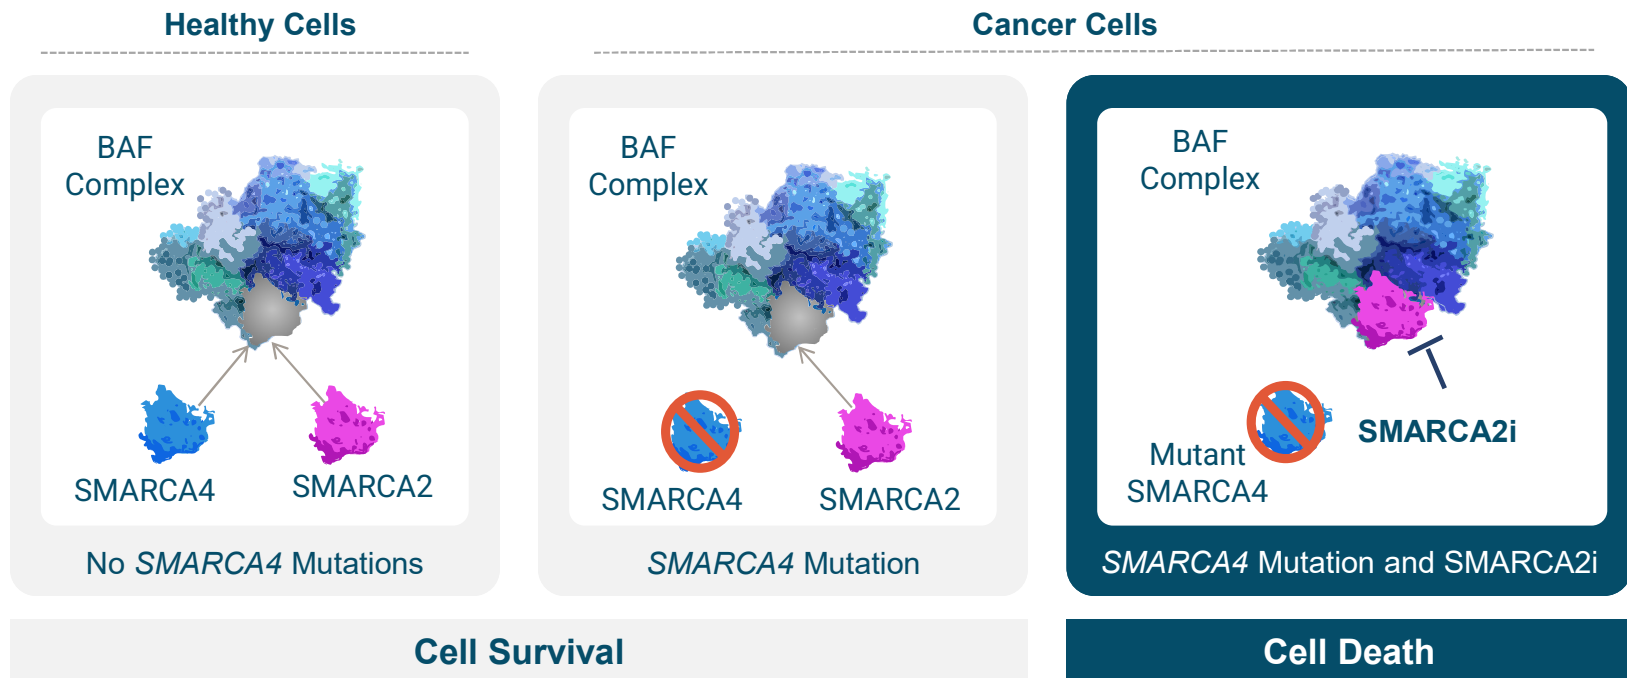 Healthy Cells
Cancer Cells
BAF
Complex
SMARCA4
SMARCA2
No SMARCA4 Mutations
BAF
Complex
SMARCA4
SMARCA2
SMARCA4 Mutation
BAF
Complex
SMARCA2i
Mutant
SMARCA4
SMARCA4 Mutation and SMARCA2i
Cell Survival
Cell Death